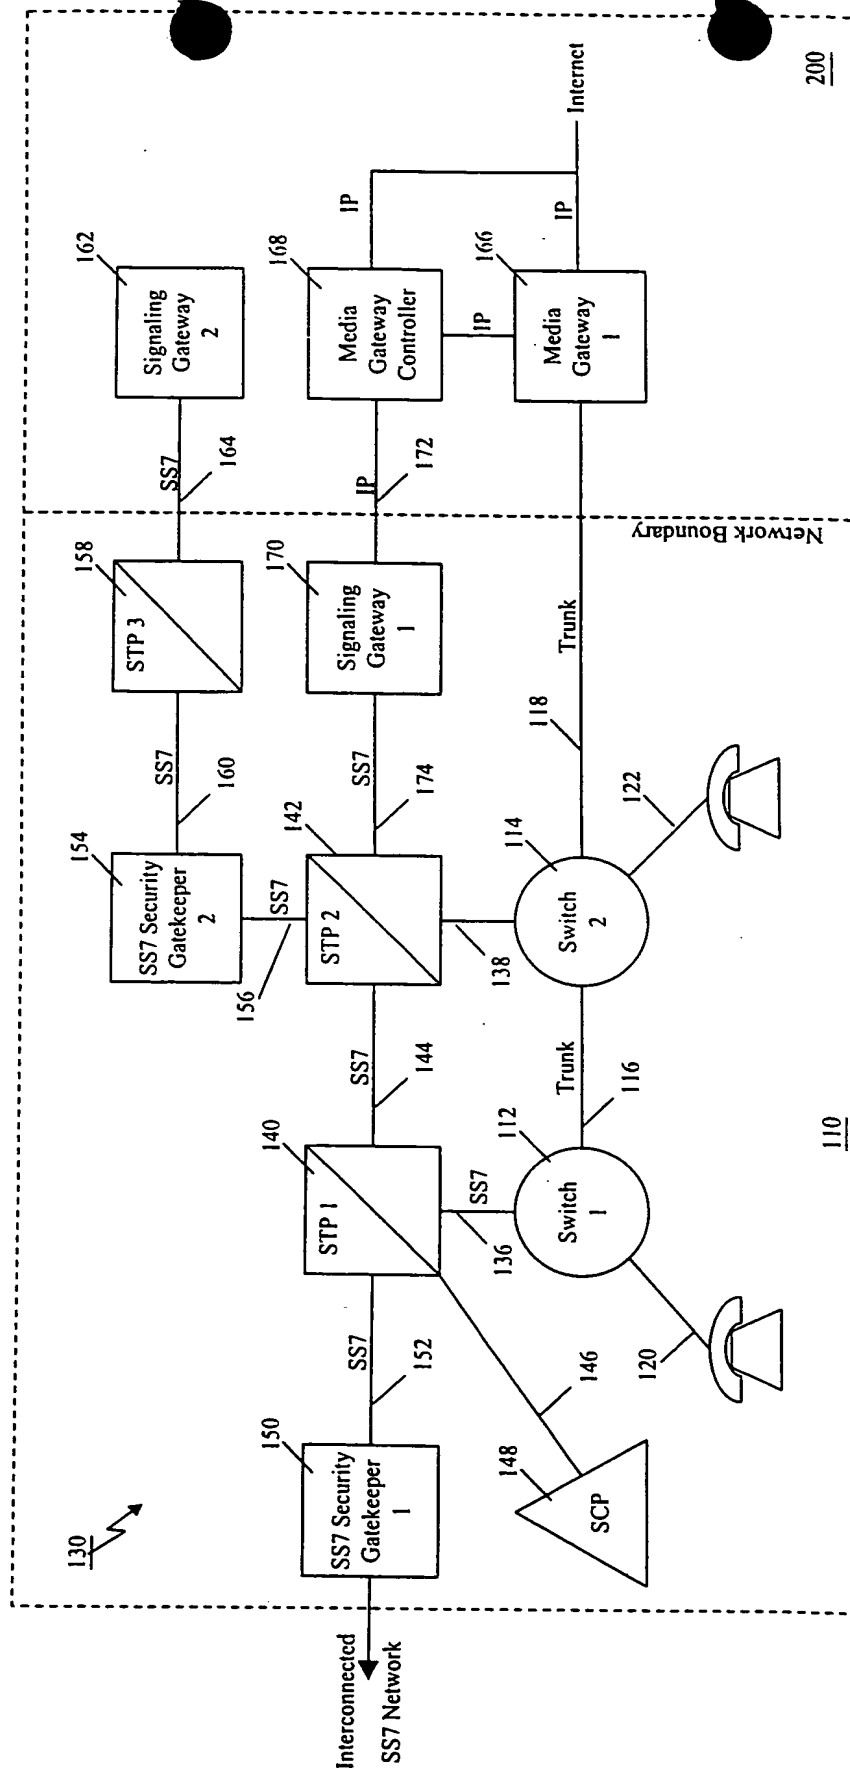 130
Interconnected
SS7 Network
150
SS7 Security
Gatekeeper
1
SS7
152
140
STP 1
SS7
136
146
148
SCP
112
Switch
1
120
SS7
144
Trunk
116
154
SS7 Security
Gatekeeper
2
SS7
156
142
STP 2
138
114
Switch
2
122
SS7
160
158
STP 3
SS7
174
170
Signaling
Gateway
1
118
Trunk
Network Boundary
SS7
164
162
Signaling
Gateway
2
IP
172
168
Media
Gateway
Controller
IP
IP
166
Media
Gateway
1
IP
Internet
110
200